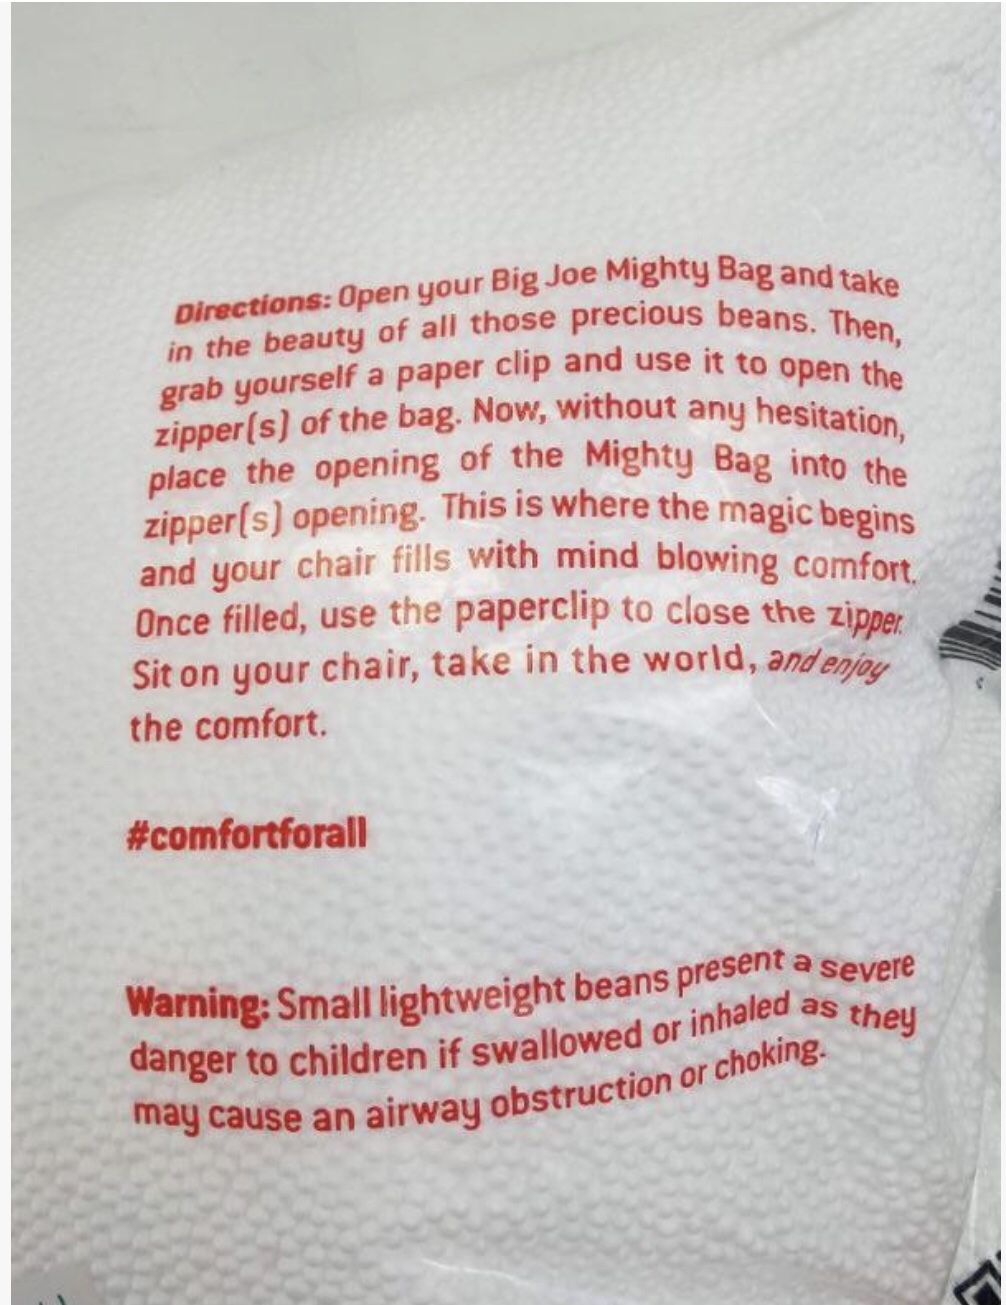 Directions: Open your Big Joe Mighty Bag and take
in the beauty of all those precious beans. Then,
grab yourself a paper clip and use it to open the
zipper(s) of the bag. Now, without any hesitation,
place the opening of the Mighty Bag into the
zipper(s) opening. This is where the magic begins
and your chair fills with mind blowing comfort.
Once filled, use the paperclip to close the zipper.
Sit on your chair, take in the world, and enjoy
the comfort.
#comfortforall
Warning: Small lightweight beans present a severe
danger to children if swallowed or inhaled as they
may cause an airway obstruction or choking.